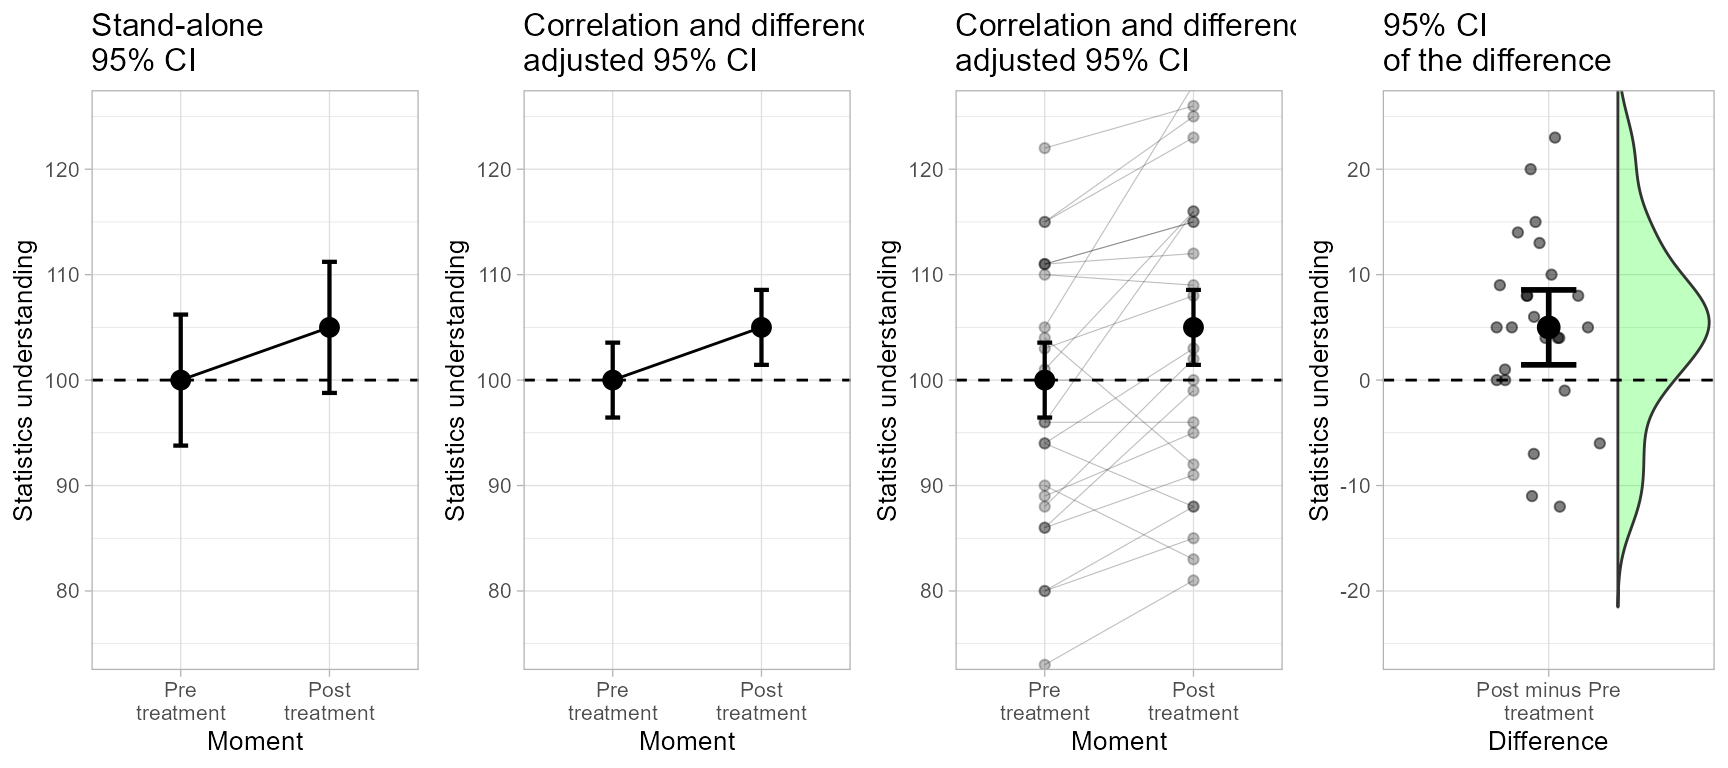 Stand-alone
95% CI
120
110
100
90
80
Statistics understanding
Pre
treatment
Post
treatment
Moment
Correlation and differenc
adjusted 95% CI
120
110
100
90
80
Statistics understanding
Pre
treatment
Post
treatment
Moment
Correlation and differenc
adjusted 95% CI
120
110
100
90
80
Statistics understanding
Pre
treatment
Post
treatment
Moment
95% CI
of the difference
20
10
0
-10
-20
Statistics understanding
Post minus Pre
treatment
Difference